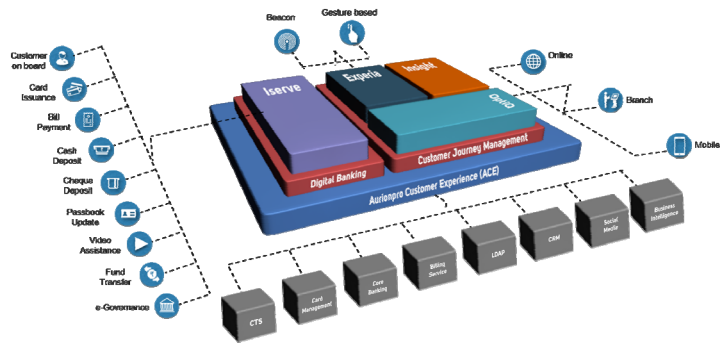 Beacon
Gesture based
Customer
on board
Card
Issuance
Bill
Payment
Cash
Deposit
Cheque
Deposit
Passbook
Update
Video
Assistance
Fund
Transfer
e-Governance
Iserve
Experia
Insight
OptiQ
Digital Banking
Customer Journey Management
Aurionpro Customer Experience (ACE)
Online
Branch
Mobile
CTS
Card
Management
Core
Banking
Billing
Service
LDAP
CRM
Social
Media
Business
Intelligence